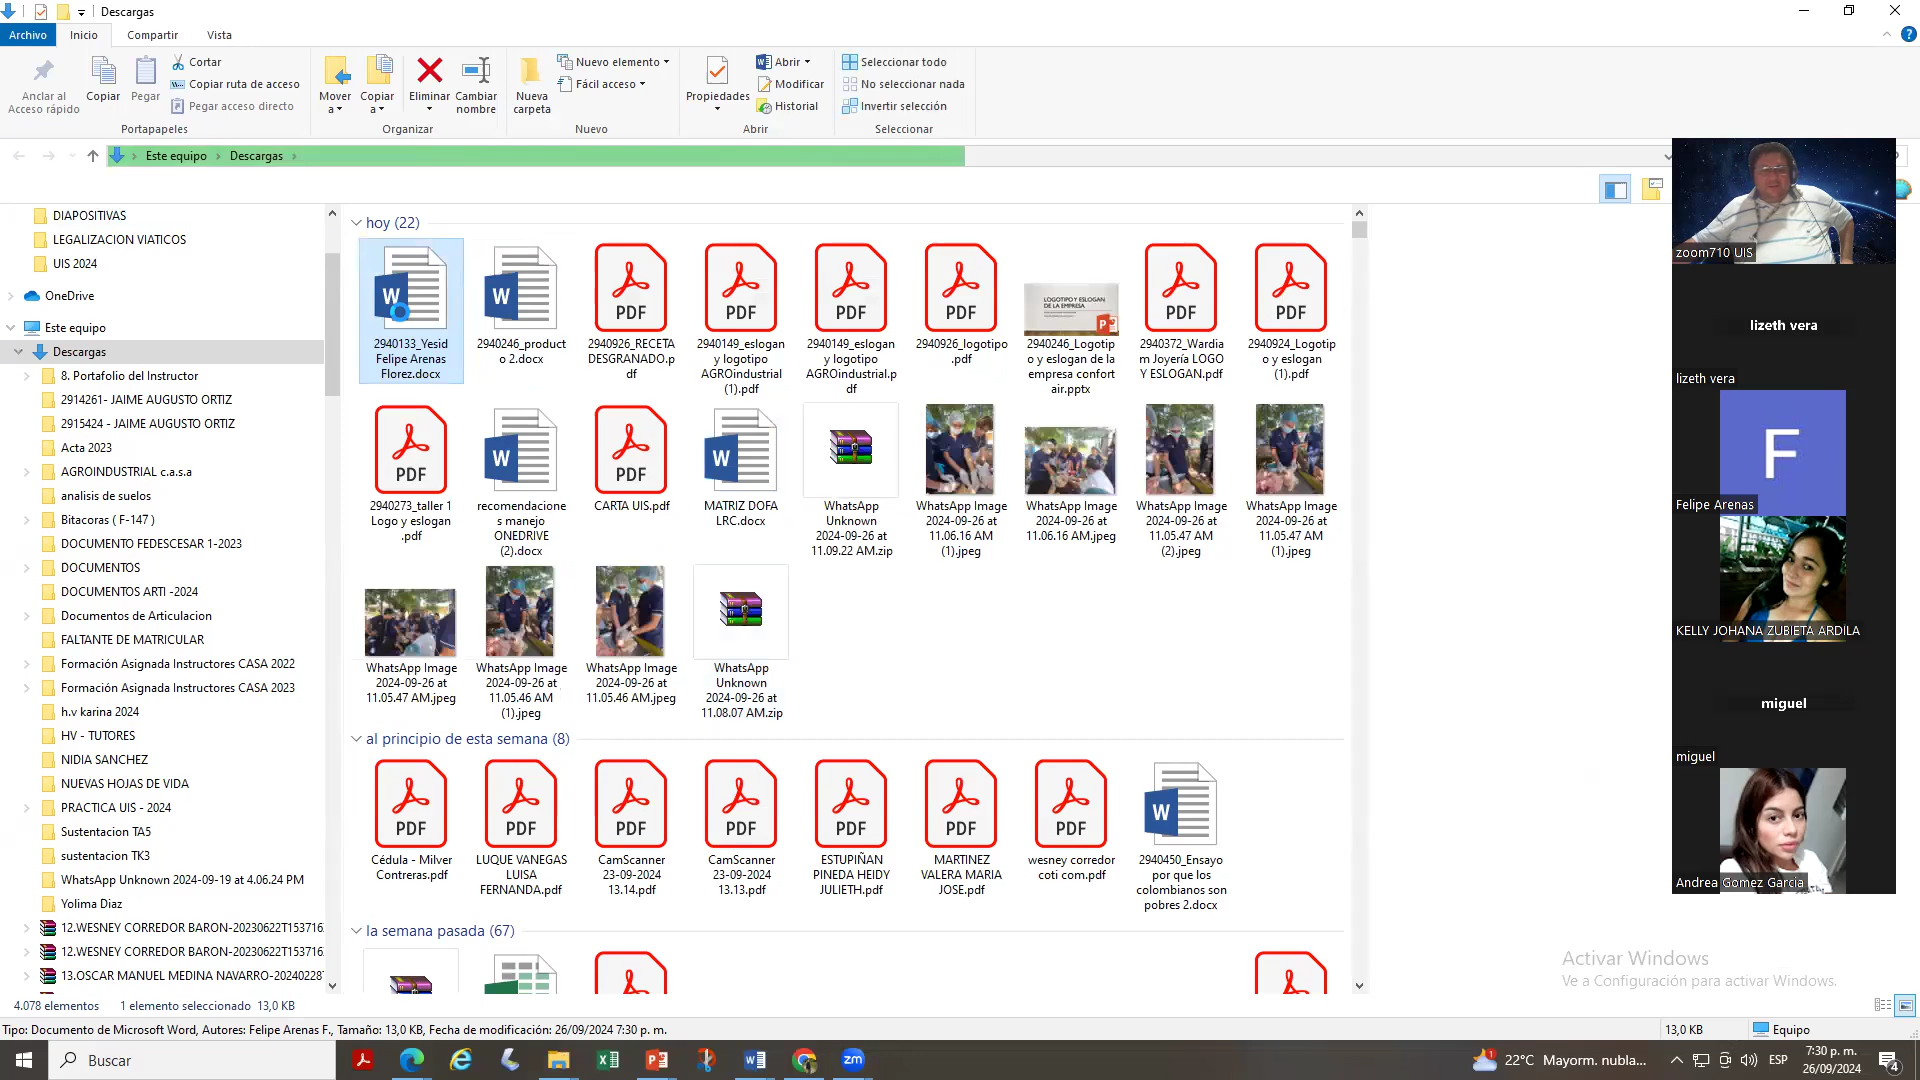 Descargas
Archivo
Inicio
Compartir
Vista
Anclar al
Acceso rápido
Copiar
Pegar
Cortar
Copiar ruta de acceso
Pegar acceso directo
Portapapeles
Mover
a
Copiar
a
Eliminar
Cambiar
nombre
Organizar
Nueva
carpeta
Nuevo elemento
Fácil acceso
Nuevo
Propiedades
Abrir
Modificar
Historial
Abrir
Seleccionar todo
No seleccionar nada
Invertir selección
Seleccionar
Este equipo
Descargas
DIAPOSITIVAS
LEGALIZACION VIATICOS
UIS 2024
OneDrive
Este equipo
Descargas
8. Portafolio del Instructor
2914261- JAIME AUGUSTO ORTIZ
2915424 - JAIME AUGUSTO ORTIZ
Acta 2023
AGROINDUSTRIAL c.a.s.a
analisis de suelos
Bitacoras ( F-147 )
DOCUMENTO FEDESCESAR 1-2023
DOCUMENTOS
DOCUMENTOS ARTI -2024
Documentos de Articulacion
FALTANTE DE MATRICULAR
Formación Asignada Instructores CASA 2022
Formación Asignada Instructores CASA 2023
h.v karina 2024
HV - TUTORES
NIDIA SANCHEZ
NUEVAS HOJAS DE VIDA
PRACTICA UIS - 2024
Sustentacion TA5
sustentacion TK3
WhatsApp Unknown 2024-09-19 at 4.06.24 PM
Yolima Diaz
12.WESNEY CORREDOR BARON-20230622T153716
12.WESNEY CORREDOR BARON-20230622T153716
13.OSCAR MANUEL MEDINA NAVARRO-20240228
hoy (22)
2940133_Yesid
Felipe Arenas
Florez.docx
2940246_product
o 2.docx
2940926_RECETA
DESGRANADO.p
df
2940149_eslogan
y logotipo
AGROindustrial
(1).pdf
2940149_eslogan
y logotipo
AGROindustrial.p
df
2940926_logotipo
.pdf
LOGOTIPO Y ESLOGAN
DE LA EMPRESA
2940246_Logotip
o y eslogan de la
empresa confort
air.pptx
2940372_Wardia
m Joyería LOGO
Y ESLOGAN.pdf
2940924_Logotip
o y eslogan
(1).pdf
2940273_taller 1
Logo y eslogan
.pdf
recomendacione
s manejo
ONEDRIVE
(2).docx
CARTA UIS.pdf
MATRIZ DOFA
LRC.docx
WhatsApp
Unknown
2024-09-26 at
11.09.22 AM.zip
WhatsApp Image
2024-09-26 at
11.06.16 AM
(1).jpeg
WhatsApp Image
2024-09-26 at
11.06.16 AM.jpeg
WhatsApp Image
2024-09-26 at
11.05.47 AM
(2).jpeg
WhatsApp Image
2024-09-26 at
11.05.47 AM
(1).jpeg
WhatsApp Image
2024-09-26 at
11.05.47 AM.jpeg
WhatsApp Image
2024-09-26 at
11.05.46 AM
(1).jpeg
WhatsApp Image
2024-09-26 at
11.05.46 AM.jpeg
WhatsApp
Unknown
2024-09-26 at
11.08.07 AM.zip
al principio de esta semana (8)
Cédula - Milver
Contreras.pdf
LUQUE VANEGAS
LUISA
FERNANDA.pdf
CamScanner
23-09-2024
13.14.pdf
CamScanner
23-09-2024
13.13.pdf
ESTUPIÑAN
PINEDA HEIDY
JULIETH.pdf
MARTINEZ
VALERA MARIA
JOSE.pdf
wesney corredor
coti com.pdf
2940450_Ensayo
por que los
colombianos son
pobres 2.docx
la semana pasada (67)
zoom710 UIS
lizeth vera
lizeth vera
F
Felipe Arenas
KELLY JOHANA ZUBIETA ARDILA
miguel
miguel
Andrea Gomez Garcia
Activar Windows
Ve a Configuración para activar Windows.
4.078 elementos
1 elemento seleccionado 13,0 KB
Tipo: Documento de Microsoft Word, Autores: Felipe Arenas F., Tamaño: 13,0 KB, Fecha de modificación: 26/09/2024 7:30 p. m.
13,0 KB
Equipo
Buscar
zm
22°C Mayorm. nubla...
ESP
7:30 p. m.
26/09/2024
4